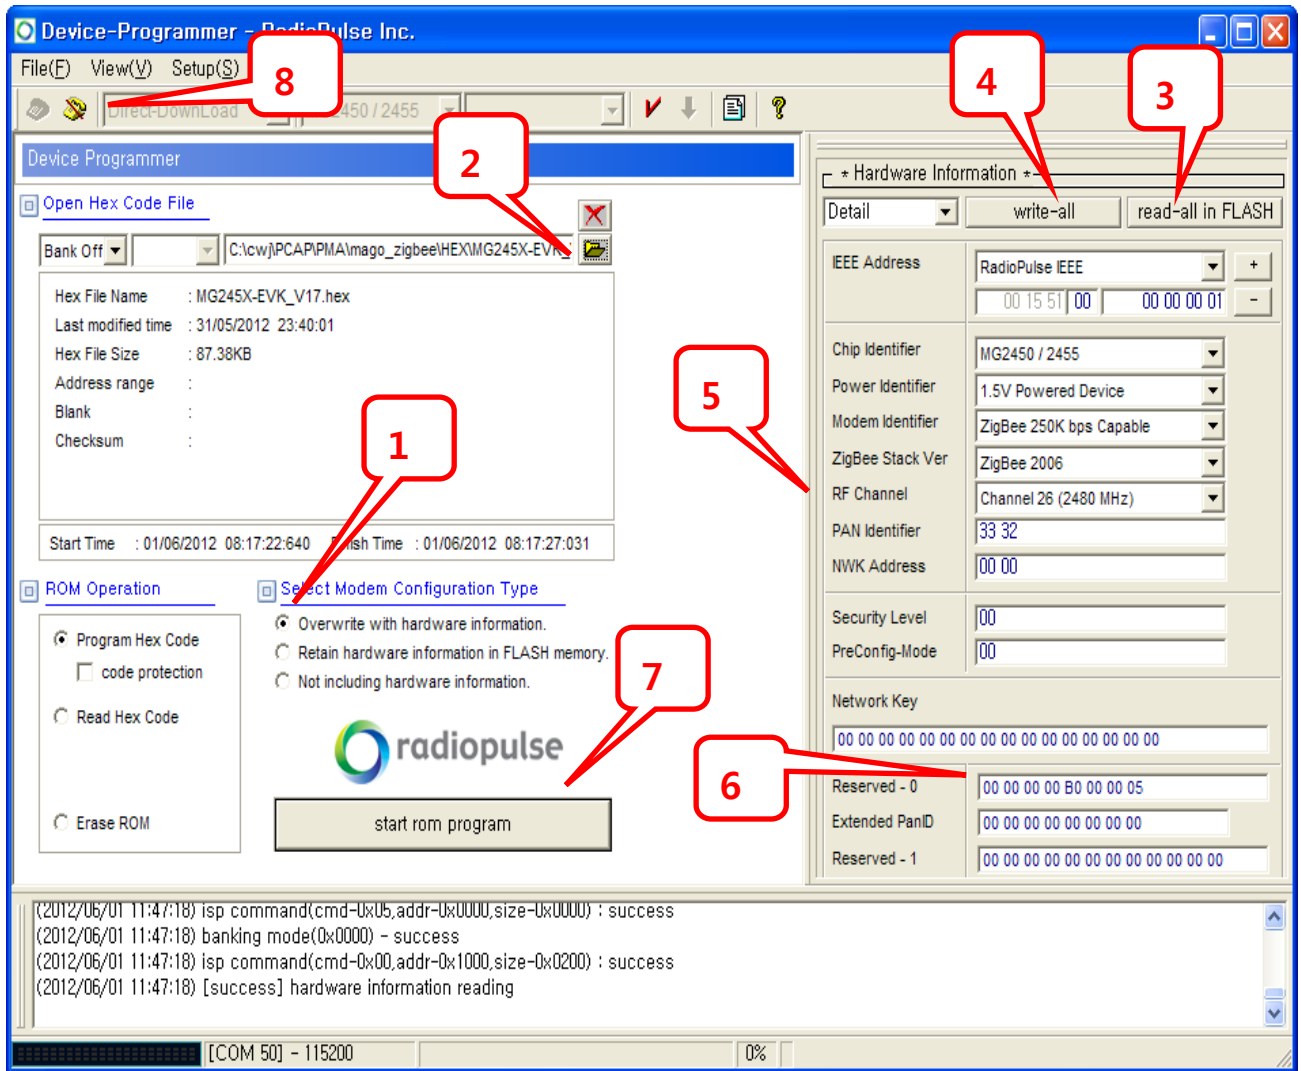 Device-Programmer - RadioPulse Inc.
File(F) View(V) Setup(S)
8
4
3
Direct-DownLoad
2450 / 2455
2
Device Programmer
* Hardware Information *
Open Hex Code File
Detail
write-all
read-all in FLASH
Bank Off
C:\cwj\PCAP\PMA\mago_zigbee\HEX\MG245X-EVK_
IEEE Address
RadioPulse IEEE
+
00 15 51 00 00 00 00 01
-
Hex File Name : MG245X-EVK_V17.hex
Last modified time : 31/05/2012 23:40:01
Hex File Size : 87.38KB
Address range :
Blank :
Checksum :
Chip Identifier
MG2450 / 2455
Power Identifier
1.5V Powered Device
5
Modem Identifier
ZigBee 250K bps Capable
1
ZigBee Stack Ver
ZigBee 2006
RF Channel
Channel 26 (2480 MHz)
PAN Identifier
33 32
Start Time : 01/06/2012 08:17:22:640 Finish Time : 01/06/2012 08:17:27:031
NWK Address
00 00
ROM Operation
Select Modem Configuration Type
Security Level
00
Program Hex Code
code protection
Read Hex Code
Erase ROM
Overwrite with hardware information.
Retain hardware information in FLASH memory.
Not including hardware information.
PreConfig-Mode
00
7
Network Key
00 00 00 00 00 00 00 00 00 00 00 00 00 00 00 00
radiopulse
6
Reserved - 0
00 00 00 00 B0 00 00 05
start rom program
Extended PanID
00 00 00 00 00 00 00 00
Reserved - 1
00 00 00 00 00 00 00 00 00 00 00 00
(2012/06/01 11:47:18) isp command(cmd-0x05,addr-0x0000,size-0x0000) : success
(2012/06/01 11:47:18) banking mode(0x0000) - success
(2012/06/01 11:47:18) isp command(cmd-0x00,addr-0x1000,size-0x0200) : success
(2012/06/01 11:47:18) [success] hardware information reading
[COM 50] - 115200
0%